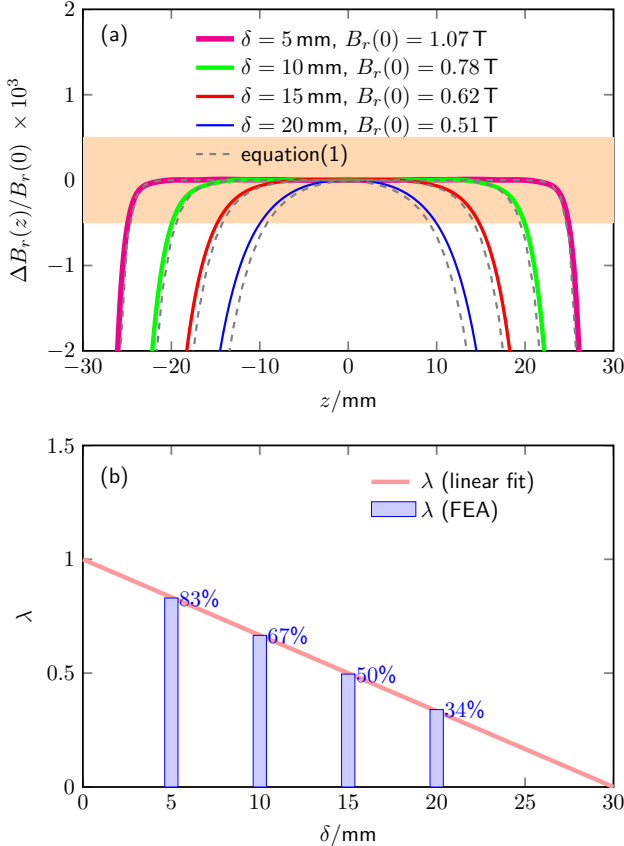 (a)
δ = 5 mm, B_r(0) = 1.07 T
δ = 10 mm, B_r(0) = 0.78 T
δ = 15 mm, B_r(0) = 0.62 T
δ = 20 mm, B_r(0) = 0.51 T
equation(1)
ΔB_r(z)/B_r(0) × 10³
2
1
0
−1
−2
−30 −20 −10 0 10 20 30
z/mm
(b)
λ (linear fit)
λ (FEA)
λ
1.5
1
0.5
0
83%
67%
50%
34%
0 5 10 15 20 25 30
δ/mm